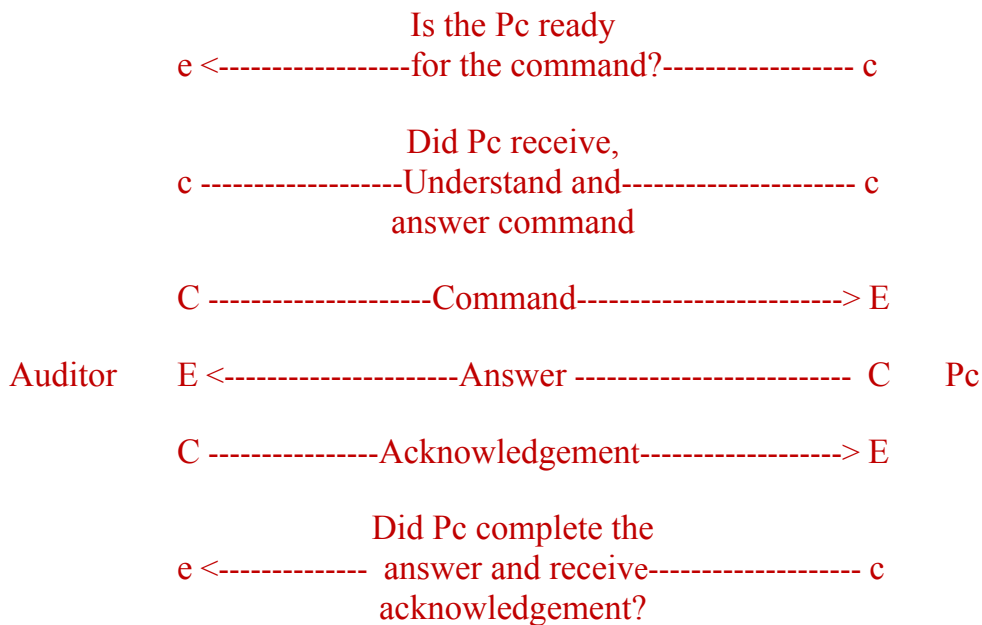 Is the Pc ready
e <------------------for the command?------------------ c
Did Pc receive,
c -------------------Understand and---------------------- c
answer command
C ---------------------Command-------------------------> E
Auditor E <----------------------Answer -------------------------- C Pc
C ----------------Acknowledgement-------------------> E
Did Pc complete the
e <-------------- answer and receive-------------------- c
acknowledgement?